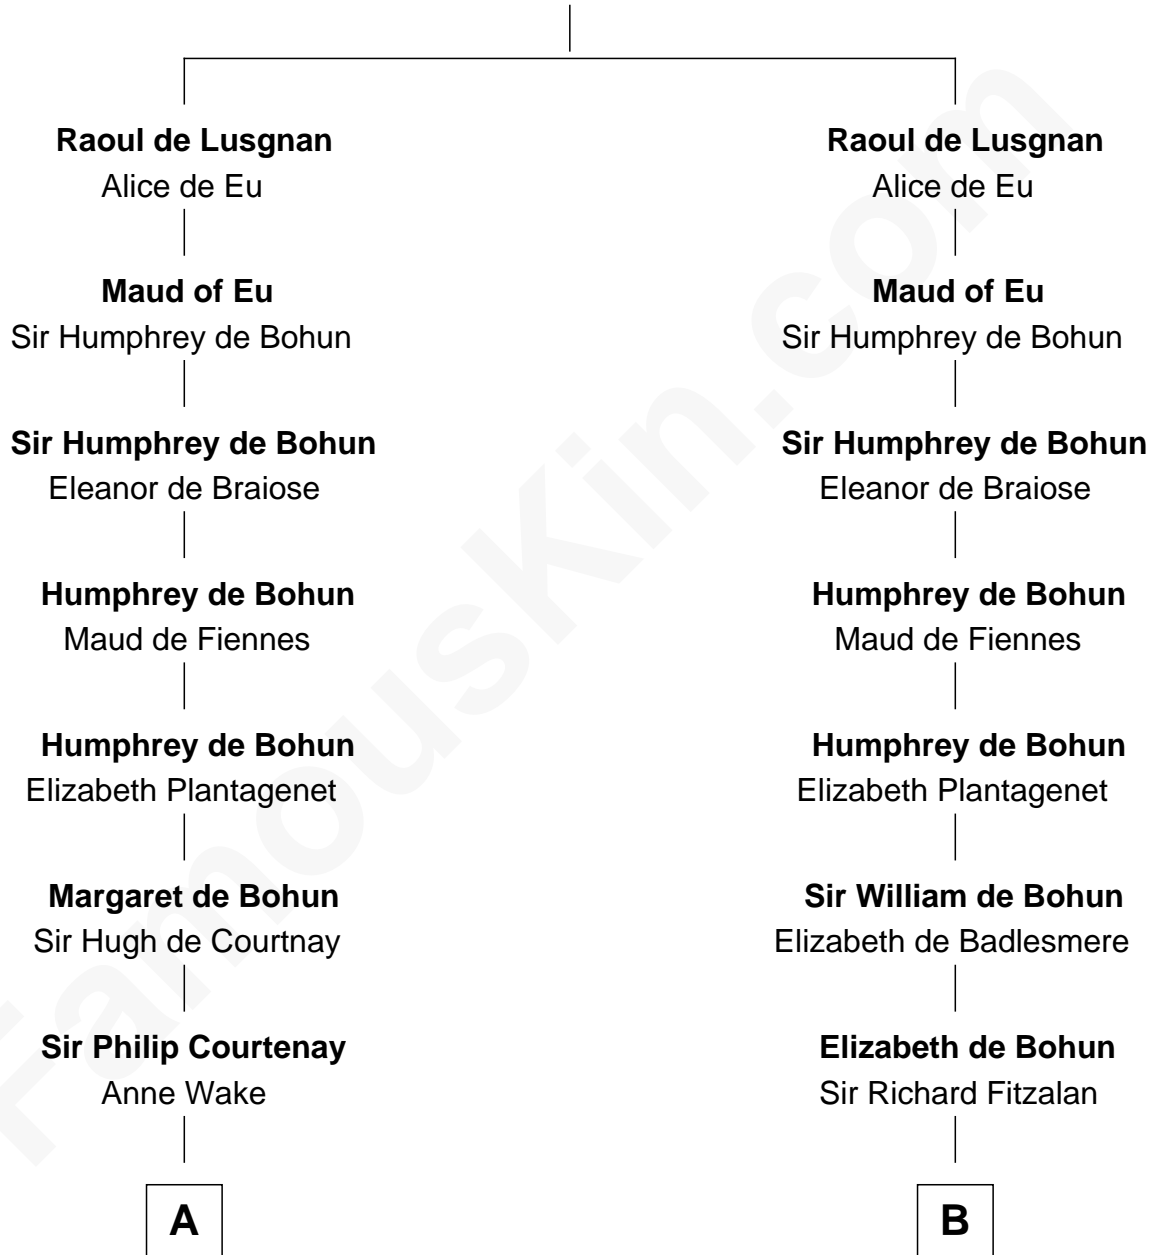 Raoul de Lusgnan
Alice de Eu
Maud of Eu
Sir Humphrey de Bohun
Sir Humphrey de Bohun
Eleanor de Braiose
Humphrey de Bohun
Maud de Fiennes
Humphrey de Bohun
Elizabeth Plantagenet
Margaret de Bohun
Sir Hugh de Courtnay
Sir Philip Courtenay
Anne Wake
A
Raoul de Lusgnan
Alice de Eu
Maud of Eu
Sir Humphrey de Bohun
Sir Humphrey de Bohun
Eleanor de Braiose
Humphrey de Bohun
Maud de Fiennes
Humphrey de Bohun
Elizabeth Plantagenet
Sir William de Bohun
Elizabeth de Badlesmere
Elizabeth de Bohun
Sir Richard Fitzalan
B
FamousKin.com